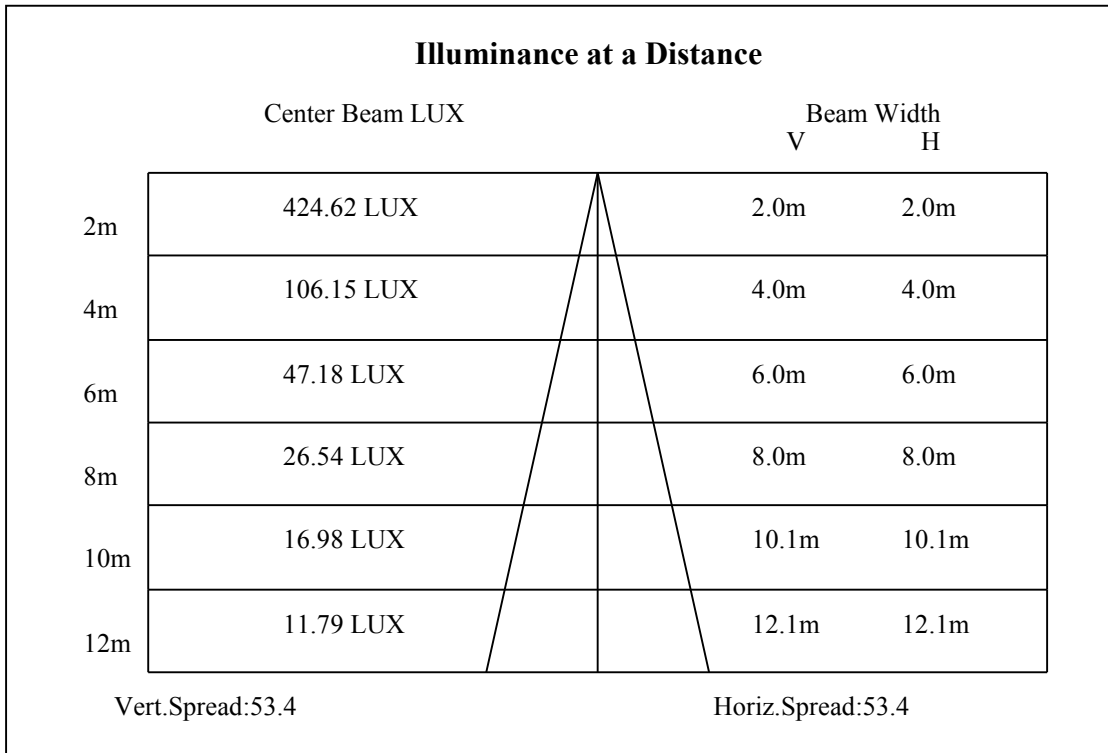 Illuminance at a Distance
Center Beam LUX Beam Width
V H
2m 424.62 LUX 2.0m 2.0m
4m 106.15 LUX 4.0m 4.0m
6m 47.18 LUX 6.0m 6.0m
8m 26.54 LUX 8.0m 8.0m
10m 16.98 LUX 10.1m 10.1m
12m 11.79 LUX 12.1m 12.1m
Vert.Spread:53.4 Horiz.Spread:53.4